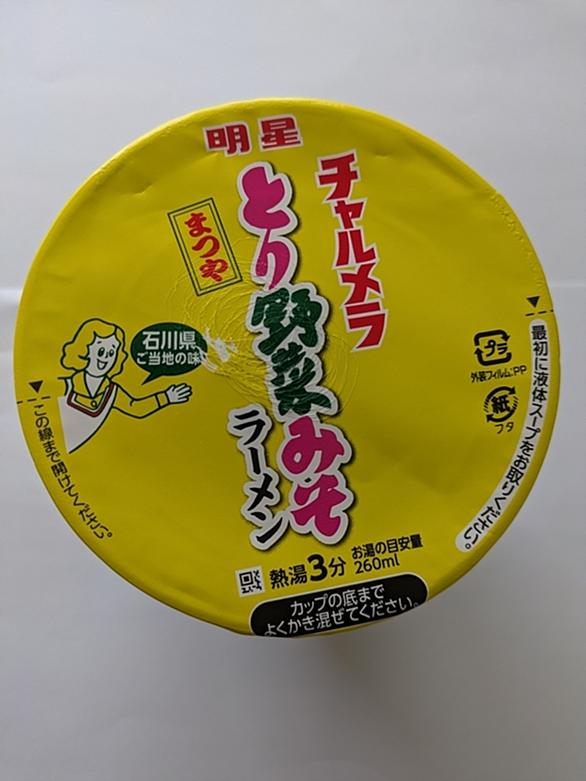 明星
チャルメラ
まつや
とり野菜みそ
ラーメン
石川県
ご当地の味
この線まで開けてください。
最初に液体スープをお取りください。
プラ
外装フィルム:PP
紙
フタ
熱湯3分
お湯の目安量
260ml
カップの底まで
よくかき混ぜてください。